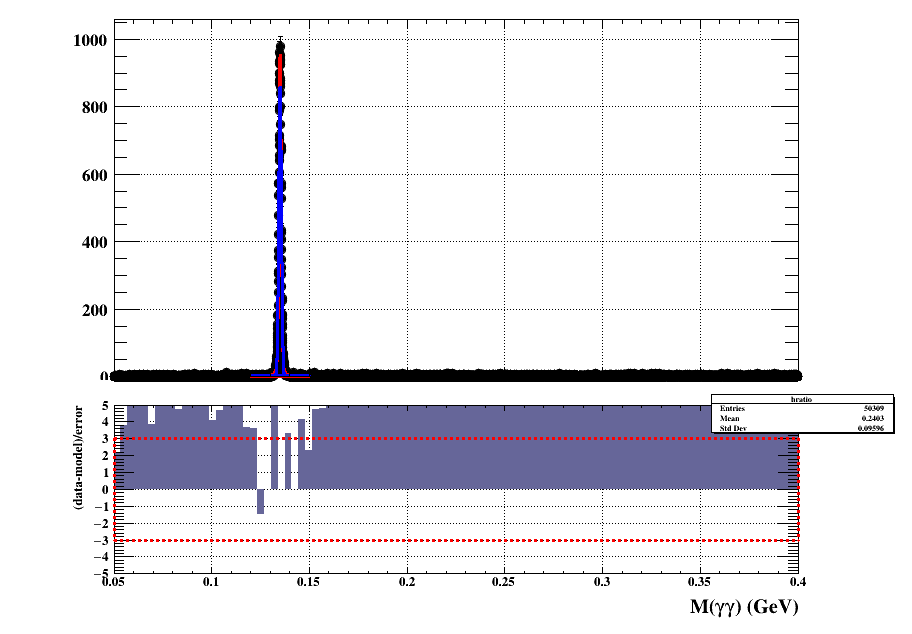 1000
800
600
400
200
0
hratio
Entries 50309
Mean 0.2403
Std Dev 0.09596
(data-model)/error
5
4
3
2
1
0
−1
−2
−3
−4
−5
0.05 0.1 0.15 0.2 0.25 0.3 0.35 0.4
M(γγ) (GeV)